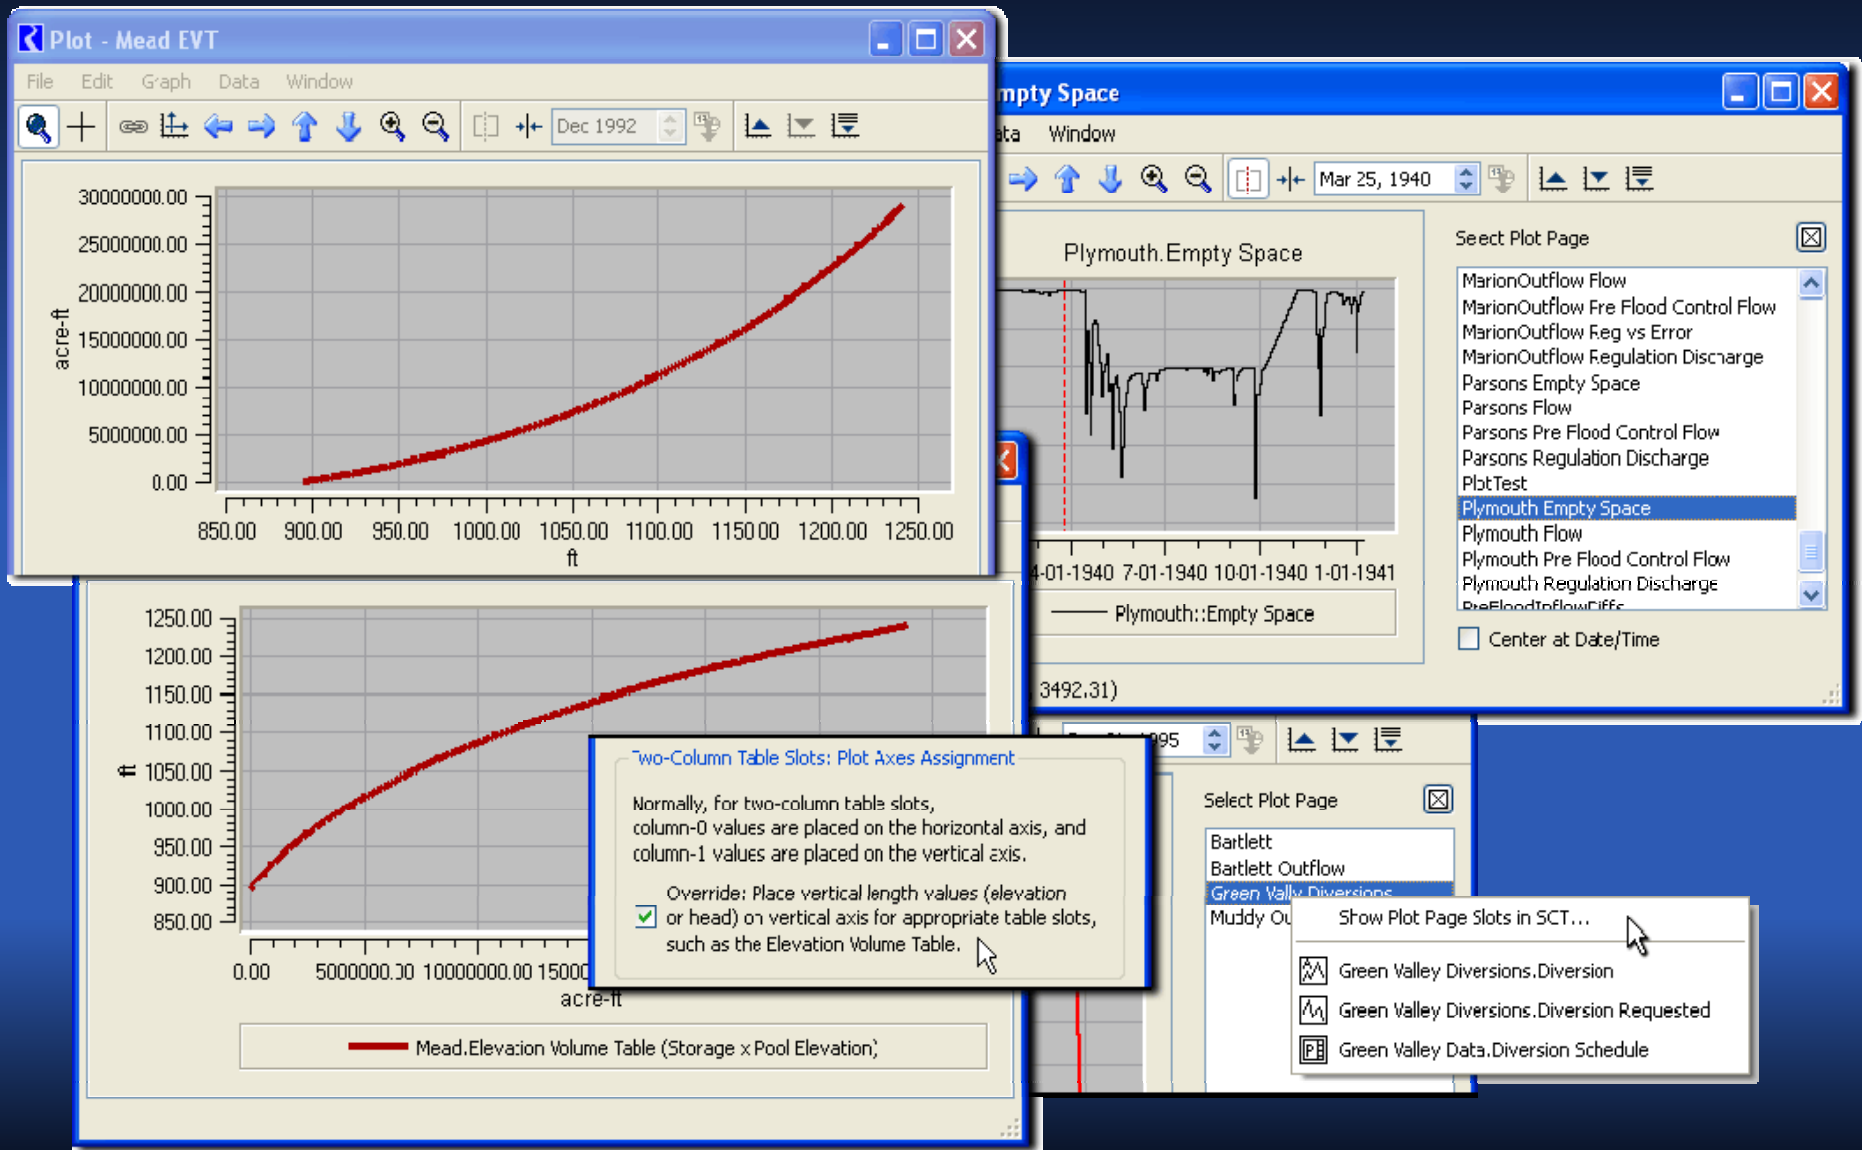 Plot - Mead EVT
File Edit Graph Data Window
Dec 1992
30000000.00
25000000.00
20000000.00
15000000.00
10000000.00
5000000.00
0.00
acre-ft
850.00 900.00 950.00 1000.00 1050.00 1100.00 1150.00 1200.00 1250.00
ft
mpty Space
ata Window
Mar 25, 1940
Plymouth.Empty Space
4-01-1940 7-01-1940 10-01-1940 1-01-1941
Plymouth::Empty Space
3492.31)
Select Plot Page
MarionOutflow Flow
MarionOutflow Pre Flood Control Flow
MarionOutflow Reg vs Error
MarionOutflow Regulation Discharge
Parsons Empty Space
Parsons Flow
Parsons Pre Flood Control Flow
Parsons Regulation Discharge
PlotTest
Plymouth Empty Space
Plymouth Flow
Plymouth Pre Flood Control Flow
Plymouth Regulation Discharge
PreFloodInflowDiffs
Center at Date/Time
1250.00
1200.00
1150.00
1100.00
1050.00
1000.00
950.00
900.00
850.00
ft
0.00 5000000.00 10000000.00 15000
acre-ft
Mead.Elevation Volume Table (Storage x Pool Elevation)
Two-Column Table Slots: Plot Axes Assignment
Normally, for two-column table slots,
column-0 values are placed on the horizontal axis, and
column-1 values are placed on the vertical axis.
Override: Place vertical length values (elevation
or head) on vertical axis for appropriate table slots,
such as the Elevation Volume Table.
995
Select Plot Page
Bartlett
Bartlett Outflow
Green Vally Diversions
Muddy Ou
Show Plot Page Slots in SCT...
Green Valley Diversions.Diversion
Green Valley Diversions.Diversion Requested
Green Valley Data.Diversion Schedule